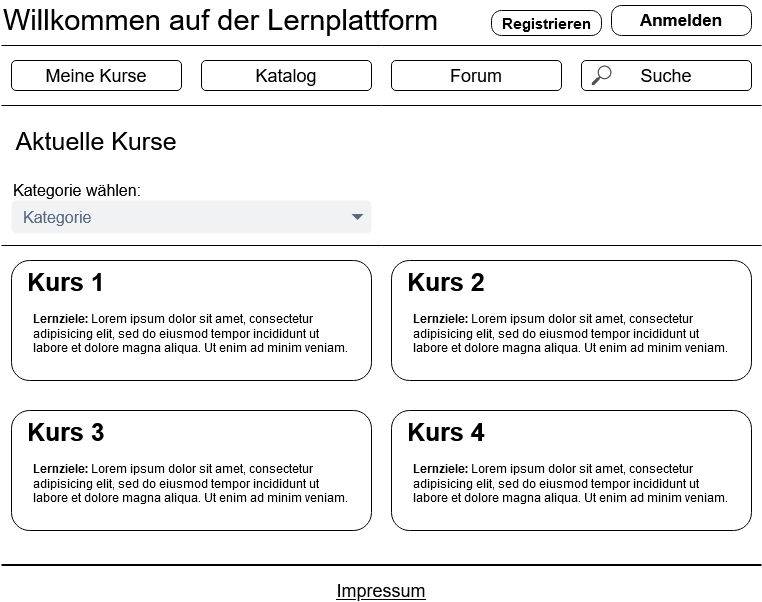 Willkommen auf der Lernplattform
Registrieren
Anmelden
Meine Kurse
Katalog
Forum
Suche
Aktuelle Kurse
Kategorie wählen:
Kategorie
Kurs 1
Lernziele: Lorem ipsum dolor sit amet, consectetur
adipisicing elit, sed do eiusmod tempor incididunt ut
labore et dolore magna aliqua. Ut enim ad minim veniam.
Kurs 2
Lernziele: Lorem ipsum dolor sit amet, consectetur
adipisicing elit, sed do eiusmod tempor incididunt ut
labore et dolore magna aliqua. Ut enim ad minim veniam.
Kurs 3
Lernziele: Lorem ipsum dolor sit amet, consectetur
adipisicing elit, sed do eiusmod tempor incididunt ut
labore et dolore magna aliqua. Ut enim ad minim veniam.
Kurs 4
Lernziele: Lorem ipsum dolor sit amet, consectetur
adipisicing elit, sed do eiusmod tempor incididunt ut
labore et dolore magna aliqua. Ut enim ad minim veniam.
Impressum